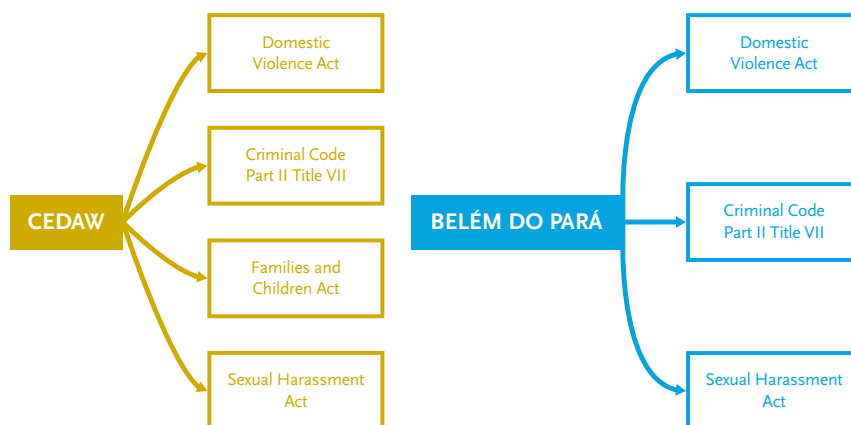 CEDAW
Domestic
Violence Act
Criminal Code
Part II Title VII
Families and
Children Act
Sexual Harassment
Act
BELÉM DO PARÁ
Domestic
Violence Act
Criminal Code
Part II Title VII
Sexual Harassment
Act